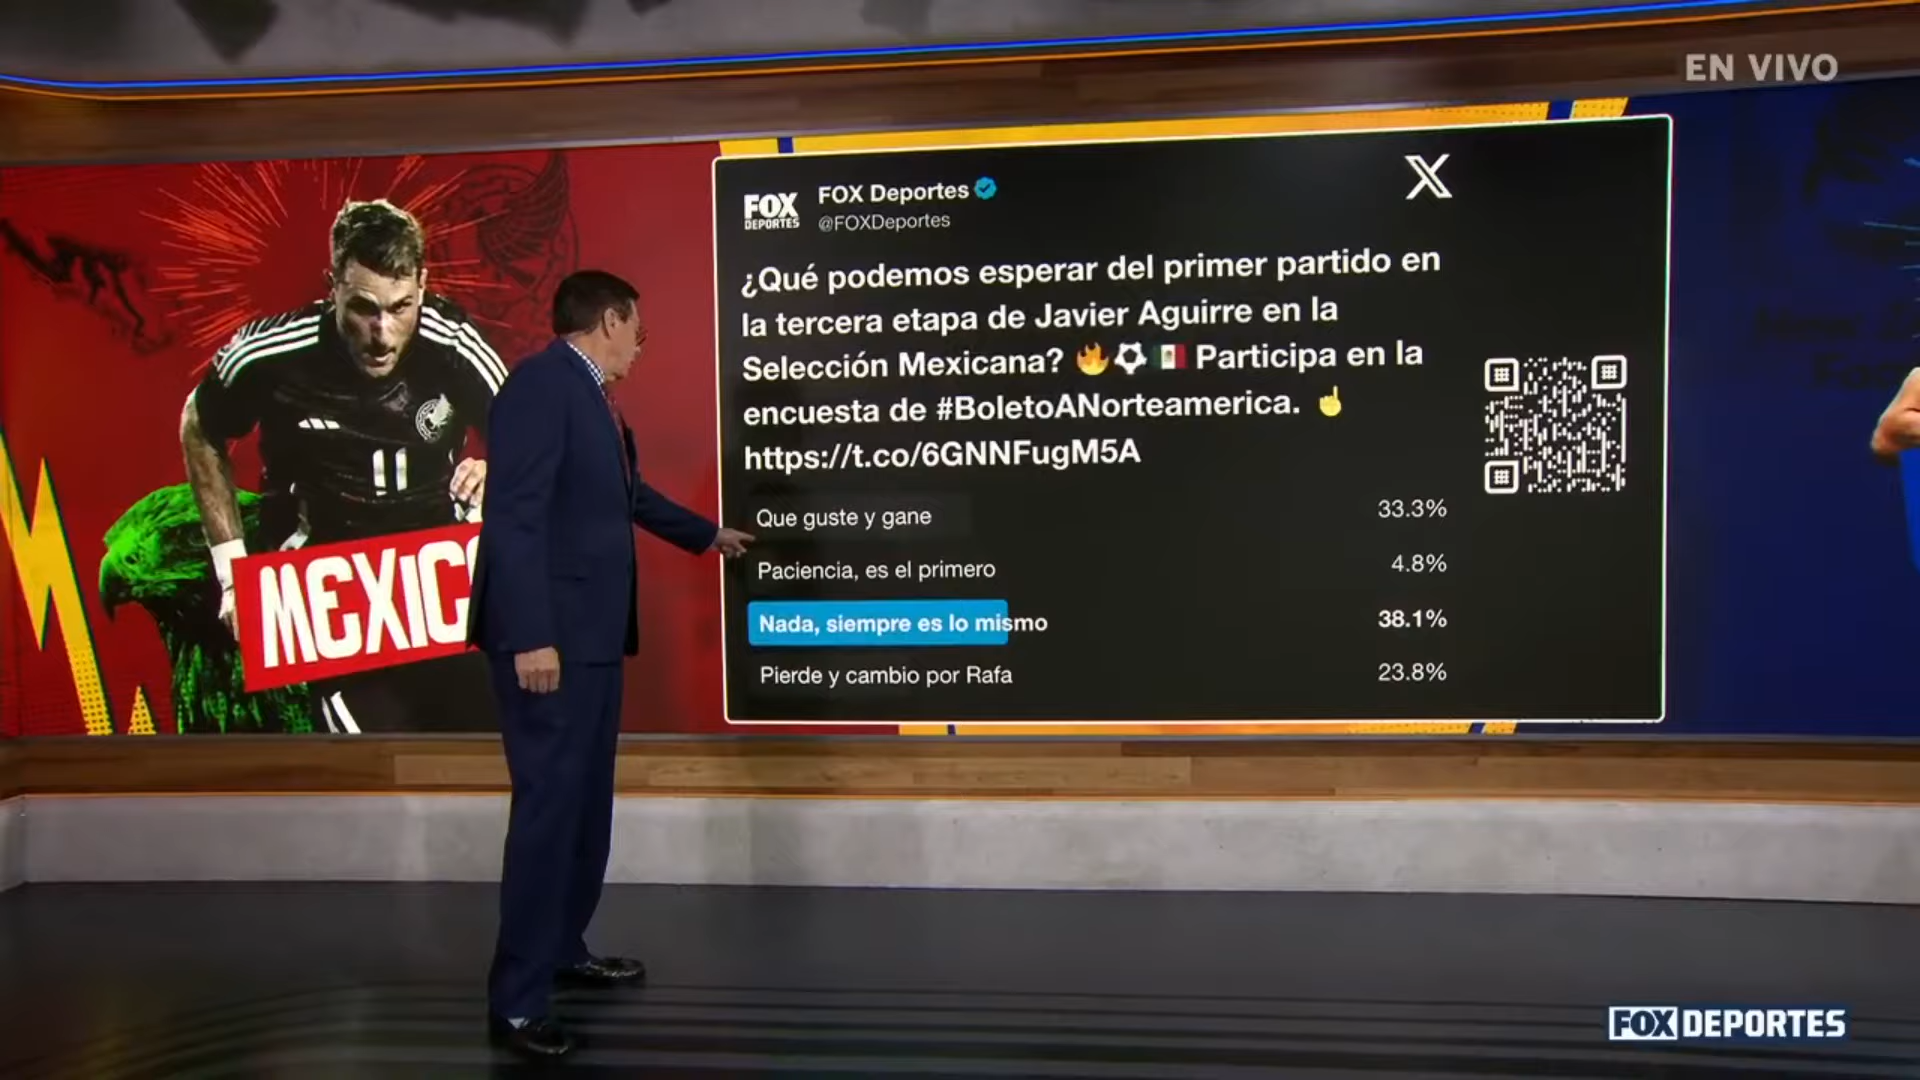 EN VIVO
FOX
DEPORTES
FOX Deportes
@FOXDeportes
¿Qué podemos esperar del primer partido en
la tercera etapa de Javier Aguirre en la
Selección Mexicana? 🔥⚽🇲🇽 Participa en la
encuesta de #BoletoANorteamerica. ☝
https://t.co/6GNNFugM5A
Que guste y gane 33.3%
Paciencia, es el primero 4.8%
Nada, siempre es lo mismo 38.1%
Pierde y cambio por Rafa 23.8%
11
MEXIC
FOX DEPORTES